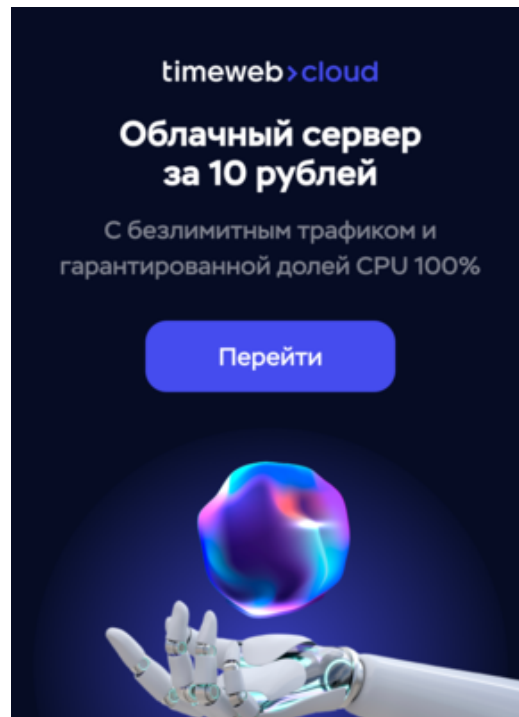 timeweb>cloud
Облачный сервер
за 10 рублей
С безлимитным трафиком и
гарантированной долей CPU 100%
Перейти